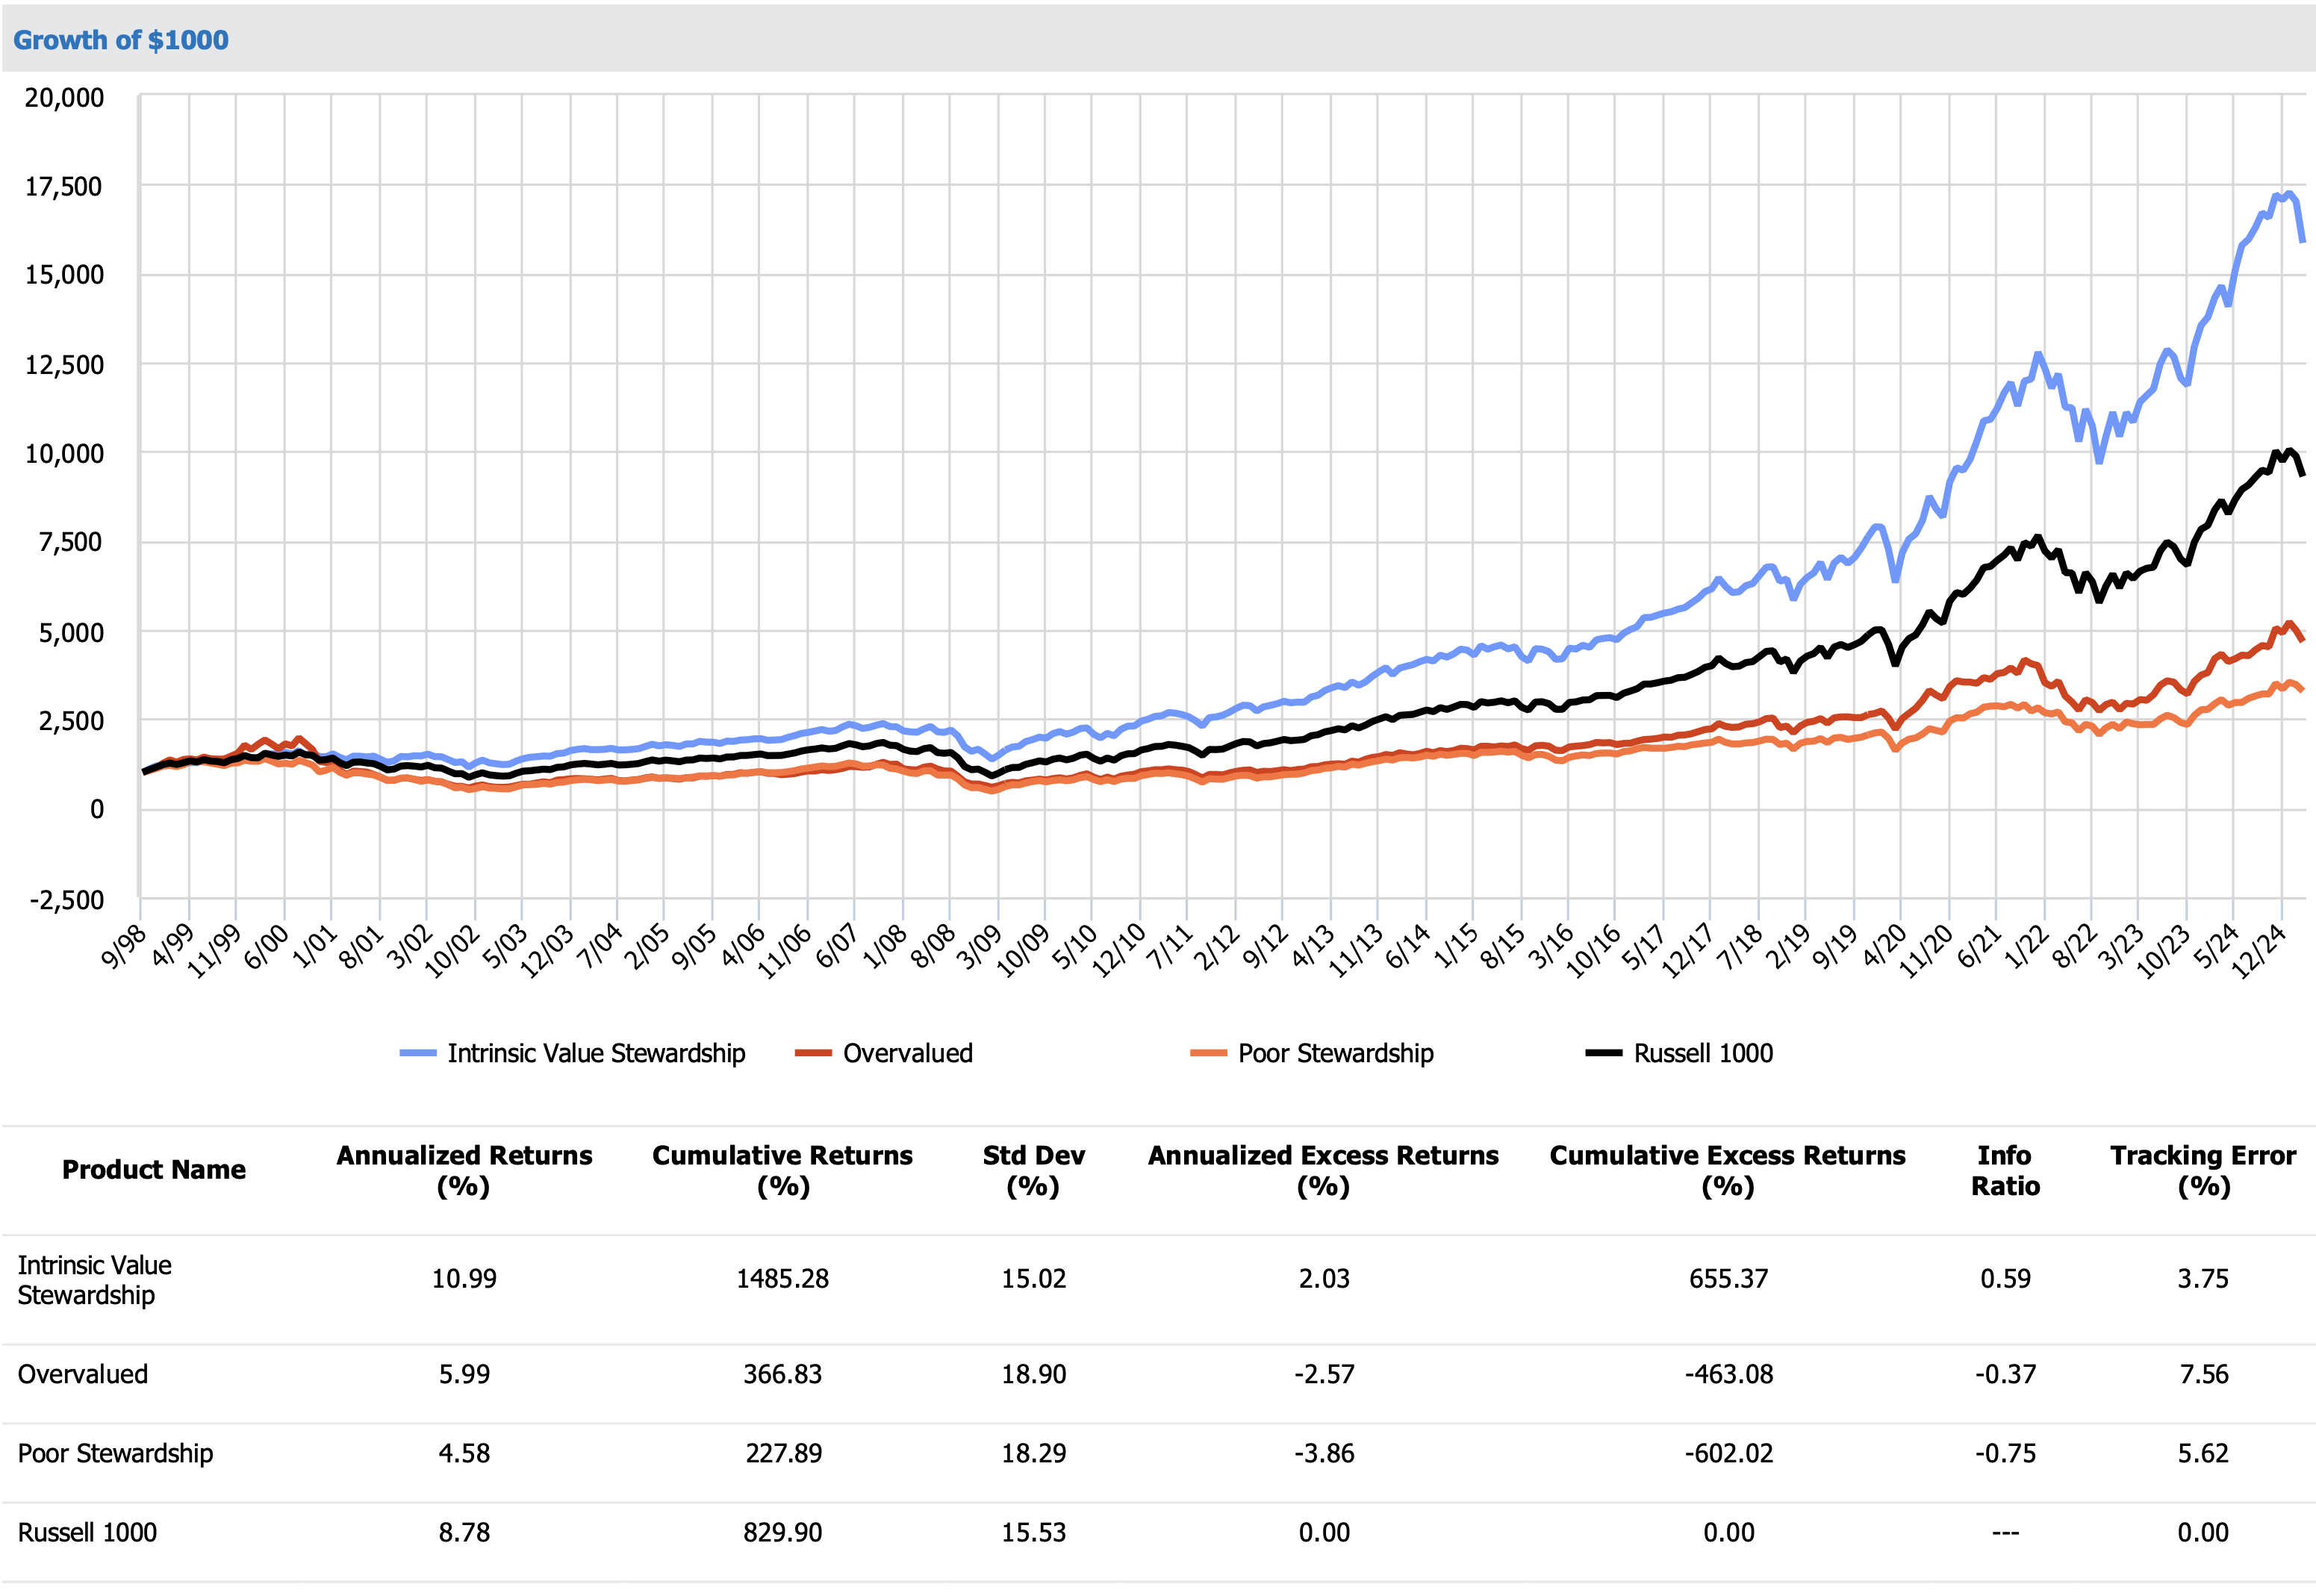 Growth of $1000
20,000
17,500
15,000
12,500
10,000
7,500
5,000
2,500
0
-2,500
9/98 4/99 11/99 6/00 1/01 8/01 3/02 10/02 5/03 12/03 7/04 2/05 9/05 4/06 11/06 6/07 1/08 8/08 3/09 10/09 5/10 12/10 7/11 2/12 9/12 4/13 11/13 6/14 1/15 8/15 3/16 10/16 5/17 12/17 7/18 2/19 9/19 4/20 11/20 6/21 1/22 8/22 3/23 10/23 5/24 12/24
Intrinsic Value Stewardship Overvalued Poor Stewardship Russell 1000
Product Name Annualized Returns (%) Cumulative Returns (%) Std Dev (%) Annualized Excess Returns (%) Cumulative Excess Returns (%) Info Ratio Tracking Error (%)
Intrinsic Value Stewardship 10.99 1485.28 15.02 2.03 655.37 0.59 3.75
Overvalued 5.99 366.83 18.90 -2.57 -463.08 -0.37 7.56
Poor Stewardship 4.58 227.89 18.29 -3.86 -602.02 -0.75 5.62
Russell 1000 8.78 829.90 15.53 0.00 0.00 --- 0.00